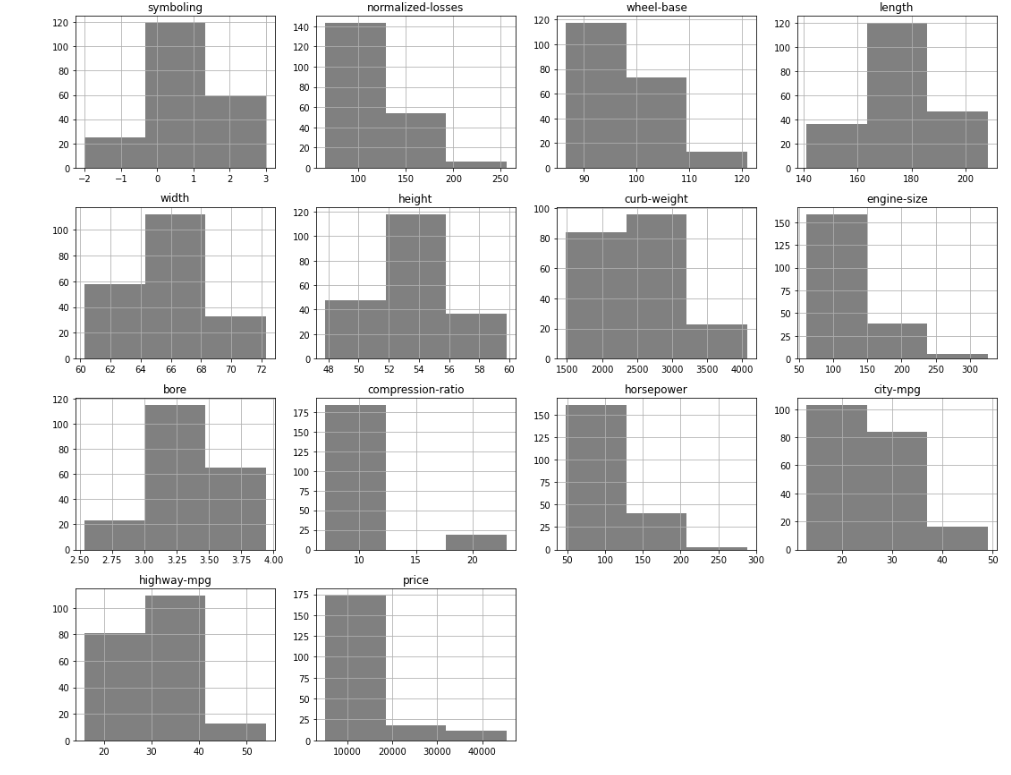 symboling normalized-losses wheel-base length
120 140 120 120
100 120 100 100
80 100 80 80
60 80 60 60
40 60 40 40
20 40 20 20
0 20 0 0
0
−2 −1 0 1 2 3 100 150 200 250 90 100 110 120 140 160 180 200
width height curb-weight engine-size
100 120 100 150
80 100 80 125
60 80 60 100
40 60 40 75
20 40 20 50
0 20 0 25
0 0
60 62 64 66 68 70 72 48 50 52 54 56 58 60 1500 2000 2500 3000 3500 4000 50 100 150 200 250 300
bore compression-ratio horsepower city-mpg
120 175 150 100
100 150 125 80
80 125 100 60
60 100 75 40
40 75 50 20
20 50 25 0
0 25 0
0
2.50 2.75 3.00 3.25 3.50 3.75 4.00 10 15 20 50 100 150 200 250 300 20 30 40 50
highway-mpg price
100 175
80 150
60 125
40 100
20 75
0 50
25
0
20 30 40 50 10000 20000 30000 40000